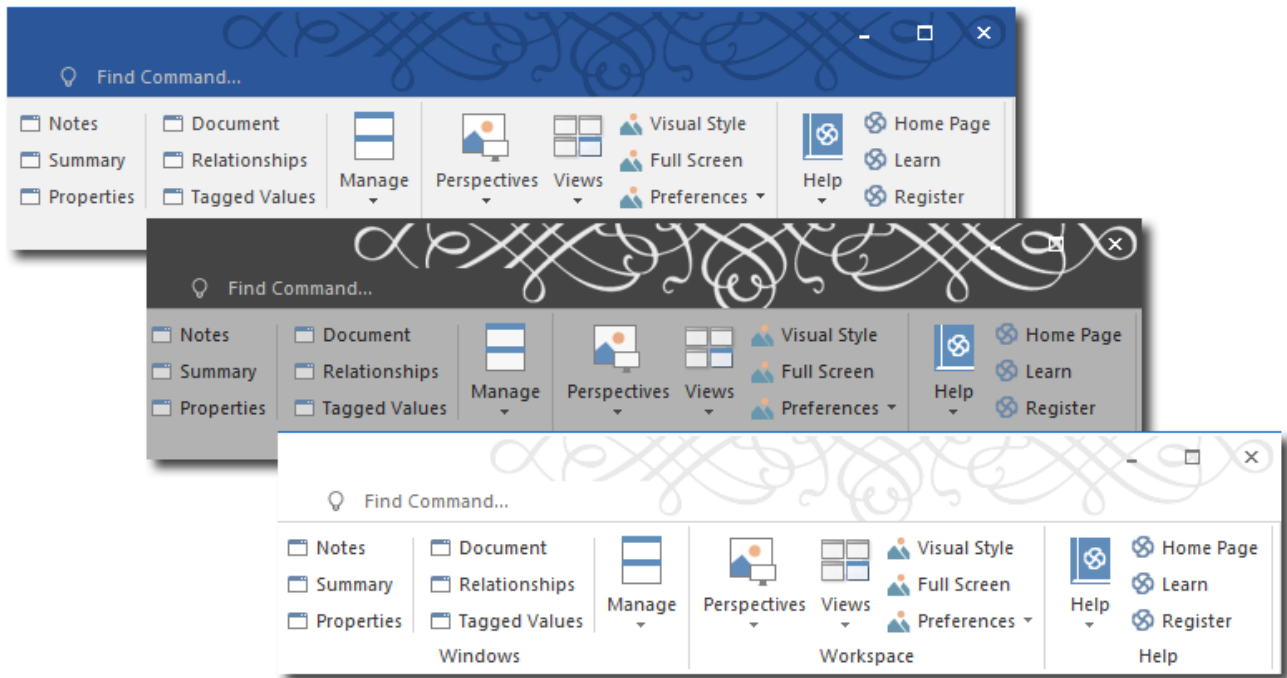 Find Command...
Notes Document Visual Style Home Page
Summary Relationships Full Screen Learn
Manage Perspectives Views Help
Properties Tagged Values Preferences Register
Find Command...
Notes Document Visual Style Home Page
Summary Relationships Full Screen Learn
Manage Perspectives Views Help
Properties Tagged Values Preferences Register
Find Command...
Notes Document Visual Style Home Page
Summary Relationships Full Screen Learn
Manage Perspectives Views Help
Properties Tagged Values Preferences Register
Windows Workspace Help